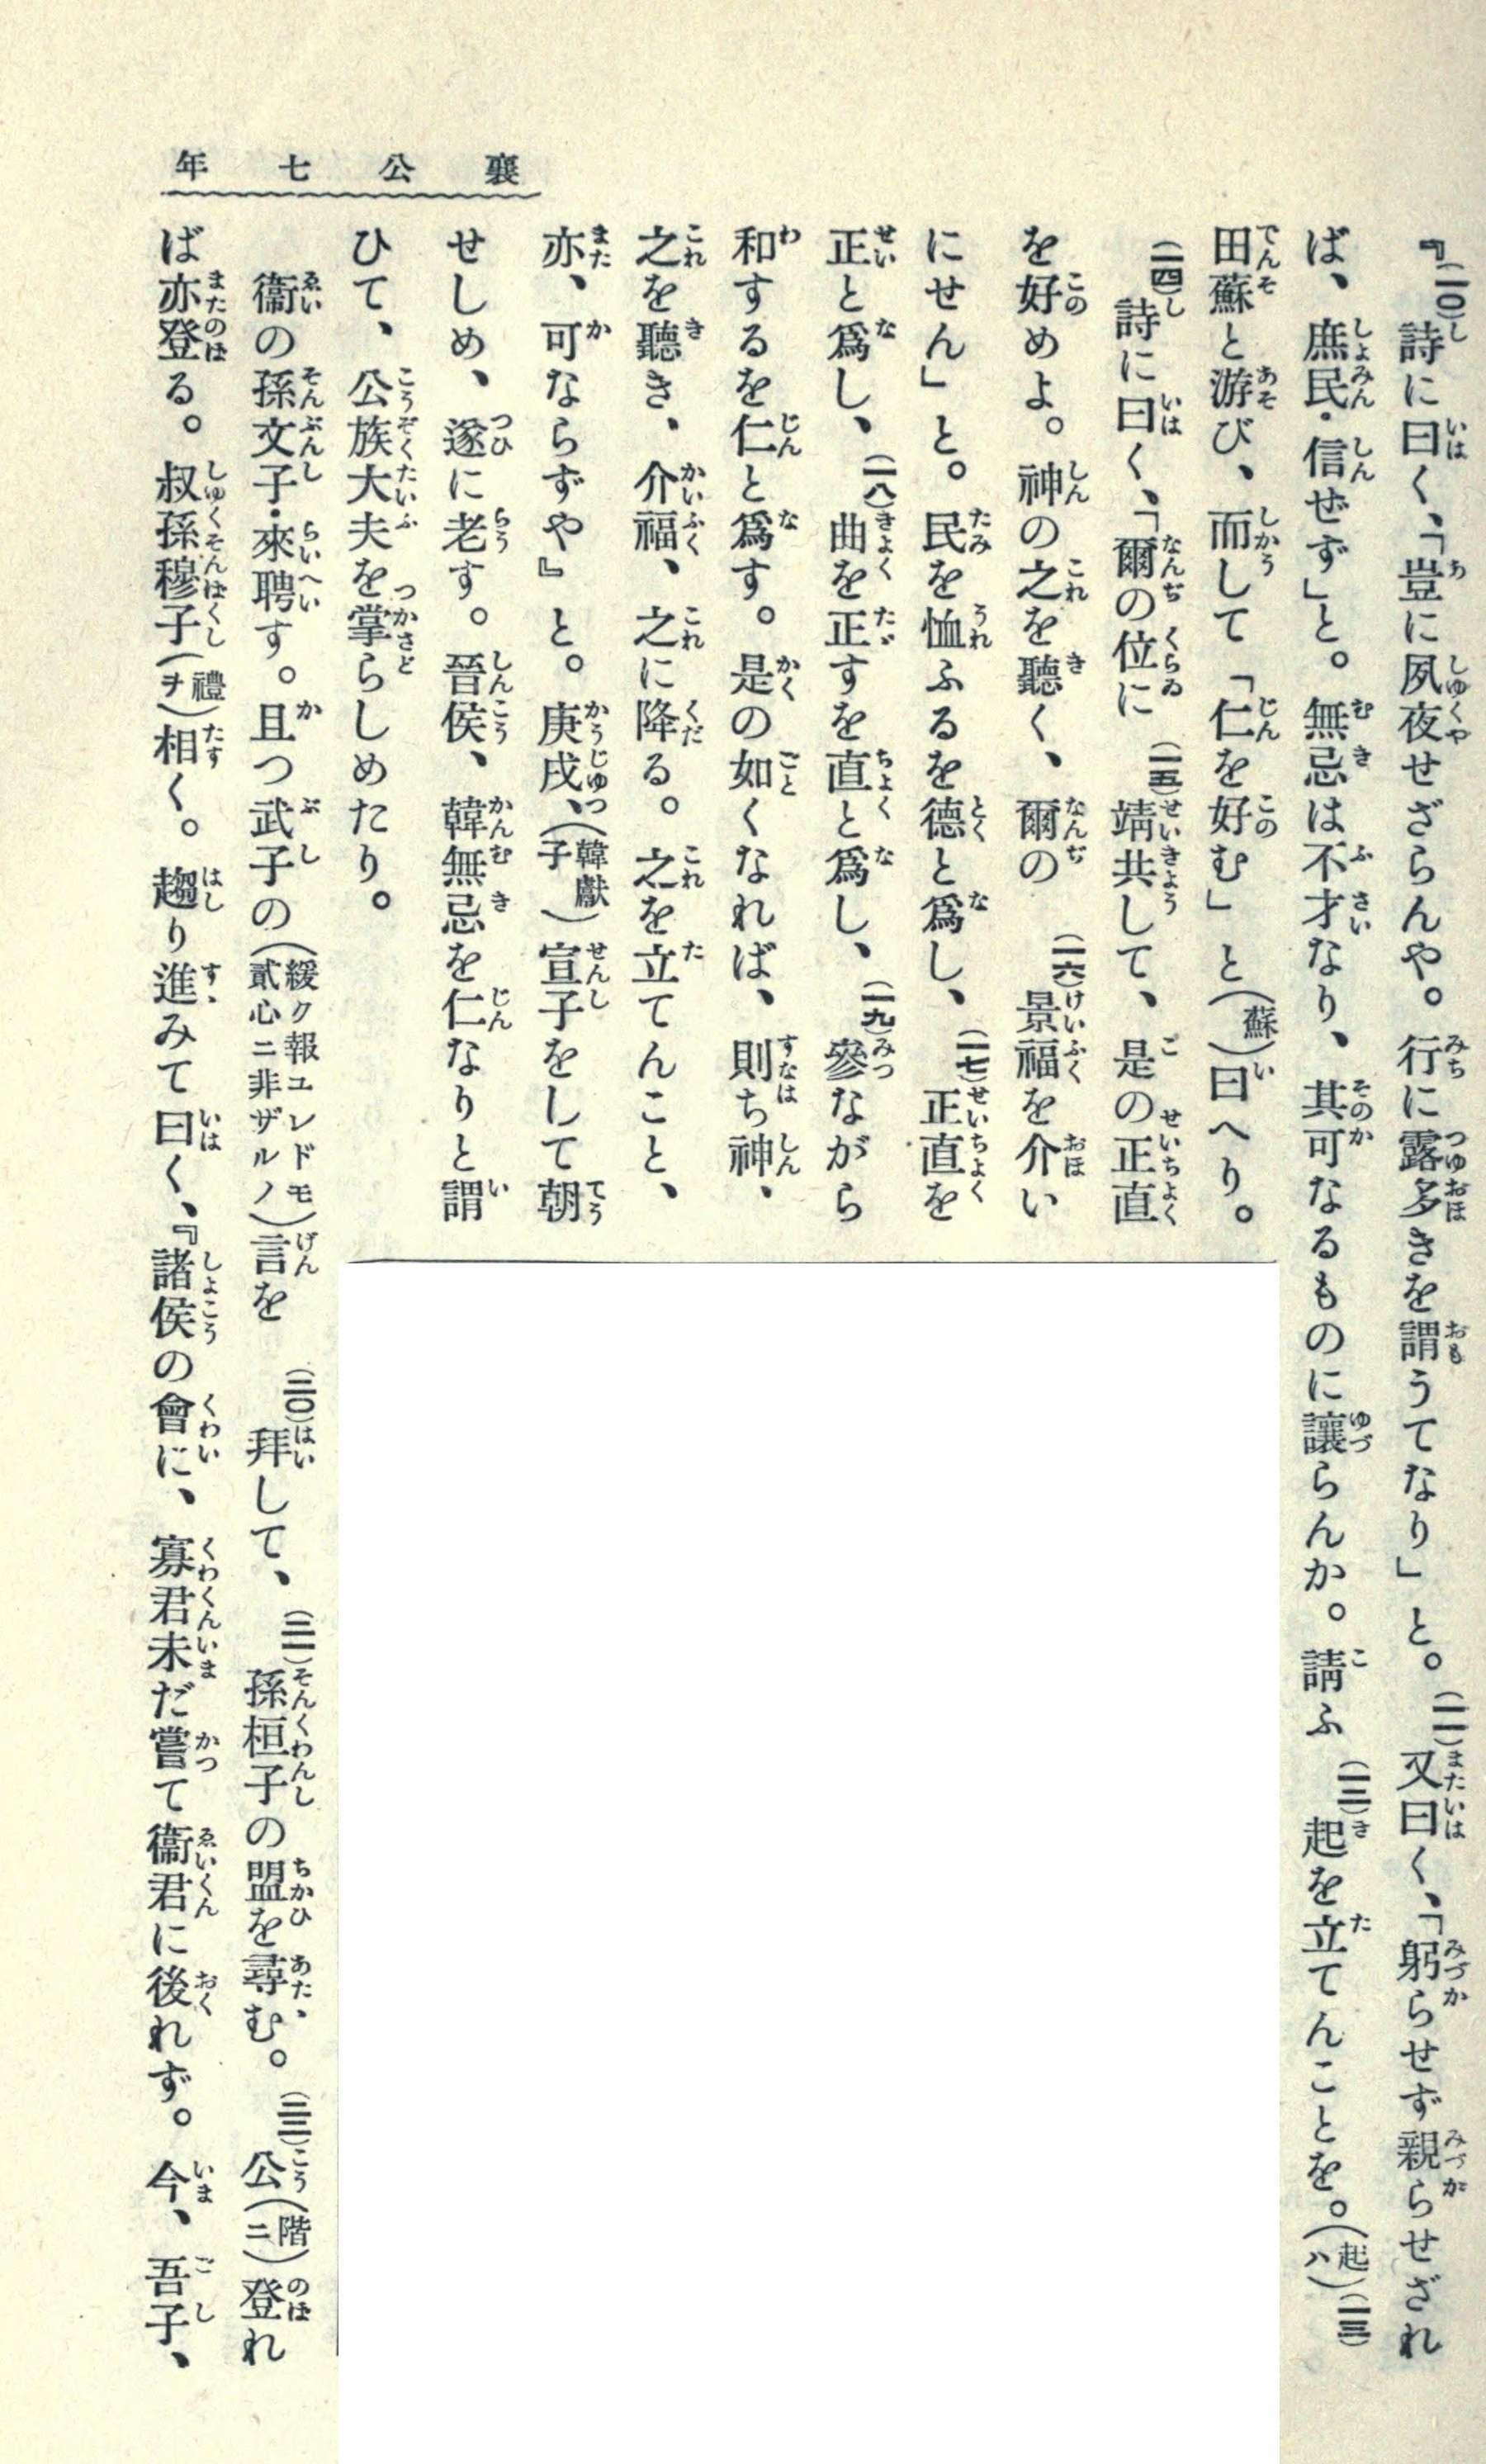 襄公七年
『(一〇)詩に曰く、「豈に夙夜せざらんや。行に露多きを謂うてなり」と。(一一)又曰く、「躬らせず親らせざれ
ば、庶民・信ぜず」と。無忌は不才なり、其可なるものに讓らんか。請ふ(一二)起を立てんことを。(起ハ)(一三)
田蘇と游び、而して「仁を好む」と(蘇)曰へり。
(一四)詩に曰く、「爾の位に(一五)靖共して、是の正直
を好めよ。神の之を聽く、爾の(一六)景福を介い
にせん」と。民を恤ふるを德と爲し、(一七)正直を
正と爲し、(一八)曲を正すを直と爲し、(一九)參ながら
和するを仁と爲す。是の如くなれば、則ち神、
之を聽き、介福、之に降る。之を立てんこと、
亦、可ならずや』と。庚戌、(韓獻子)宣子をして朝
せしめ、遂に老す。晉侯、韓無忌を仁なりと謂
ひて、公族大夫を掌らしめたり。
衞の孫文子・來聘す。且つ武子の(緩ク報ユレドモ貳心ニ非ザルノ)言を(二〇)拜して、(二一)孫桓子の盟を尋む。(二二)公(階ニ)登れ
ば亦登る。叔孫穆子(禮ヲ)相く。趨り進みて曰く、『諸侯の會に、寡君未だ嘗て衞君に後れず。今、吾子、